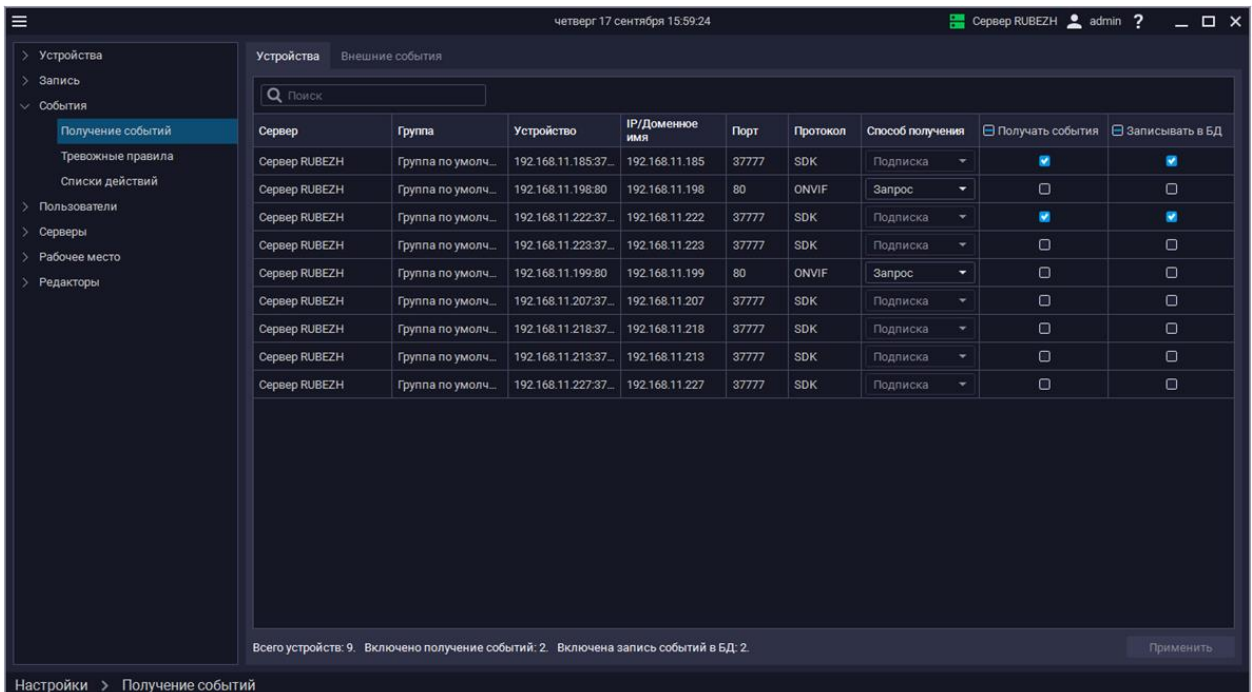 четверг 17 сентября 15:59:24 Сервер RUBEZH admin ?
Устройства
Запись
События
Получение событий
Тревожные правила
Списки действий
Пользователи
Серверы
Рабочее место
Редакторы
Устройства Внешние события
Поиск
Сервер Группа Устройство IP/Доменное имя Порт Протокол Способ получения Получать события Записывать в БД
Сервер RUBEZH Группа по умолч... 192.168.11.185:37... 192.168.11.185 37777 SDK Подписка
Сервер RUBEZH Группа по умолч... 192.168.11.198:80 192.168.11.198 80 ONVIF Запрос
Сервер RUBEZH Группа по умолч... 192.168.11.222:37... 192.168.11.222 37777 SDK Подписка
Сервер RUBEZH Группа по умолч... 192.168.11.223:37... 192.168.11.223 37777 SDK Подписка
Сервер RUBEZH Группа по умолч... 192.168.11.199:80 192.168.11.199 80 ONVIF Запрос
Сервер RUBEZH Группа по умолч... 192.168.11.207:37... 192.168.11.207 37777 SDK Подписка
Сервер RUBEZH Группа по умолч... 192.168.11.218:37... 192.168.11.218 37777 SDK Подписка
Сервер RUBEZH Группа по умолч... 192.168.11.213:37... 192.168.11.213 37777 SDK Подписка
Сервер RUBEZH Группа по умолч... 192.168.11.227:37... 192.168.11.227 37777 SDK Подписка
Всего устройств: 9. Включено получение событий: 2. Включена запись событий в БД: 2. Применить
Настройки > Получение событий